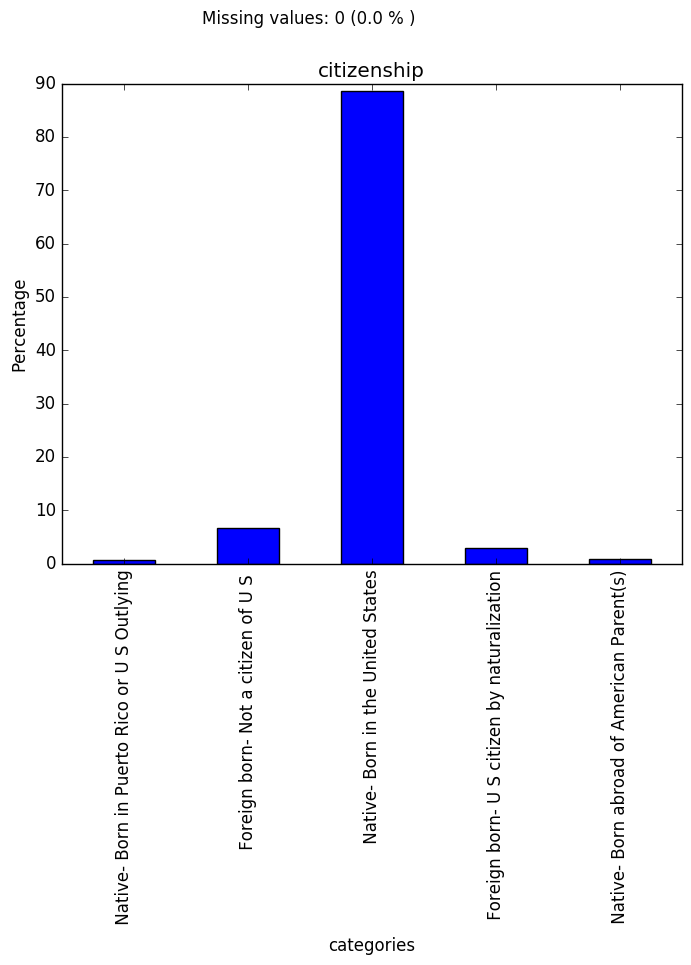 Missing values: 0 (0.0 % )
citizenship
90
80
70
60
50
40
30
20
10
0
Percentage
Native- Born in Puerto Rico or U S Outlying
Foreign born- Not a citizen of U S
Native- Born in the United States
Foreign born- U S citizen by naturalization
Native- Born abroad of American Parent(s)
categories